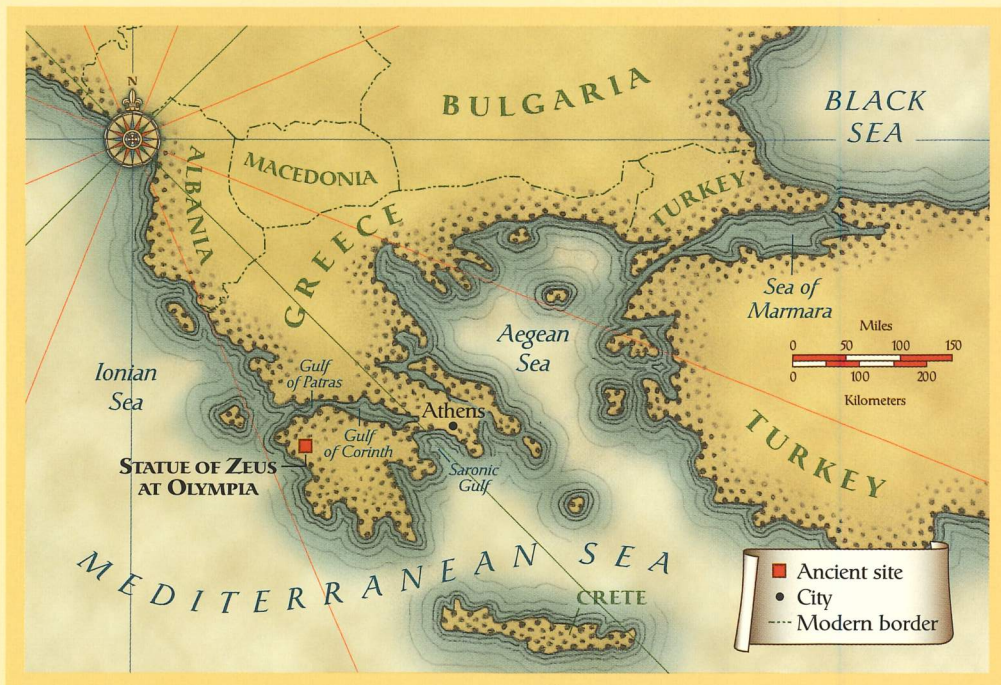 N
BULGARIA
BLACK
SEA
ALBANIA
MACEDONIA
TURKEY
GREECE
Sea of
Marmara
Aegean
Sea
Miles
0 50 100 150
0 100 200
Kilometers
Ionian
Sea
Gulf
of Patras
Athens
Gulf
of Corinth
STATUE OF ZEUS
AT OLYMPIA
Saronic
Gulf
TURKEY
MEDITERRANEAN SEA
CRETE
Ancient site
City
Modern border